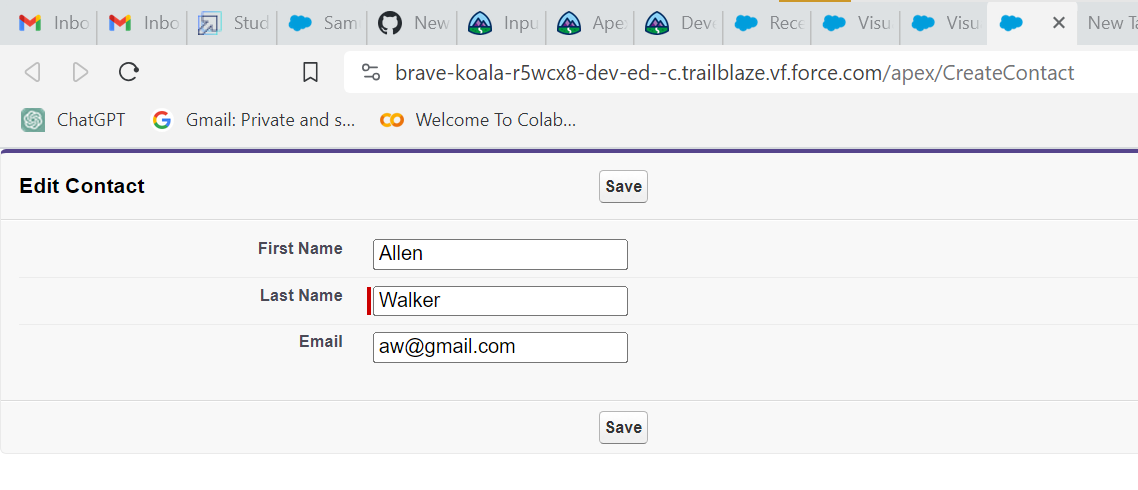 Inbo Inbo Stud Sam New Inpu Ape Deve Rece Visu Visu New Ta
brave-koala-r5wcx8-dev-ed--c.trailblaze.vf.force.com/apex/CreateContact
ChatGPT Gmail: Private and s... Welcome To Colab...
Edit Contact Save
First Name Allen
Last Name Walker
Email aw@gmail.com
Save